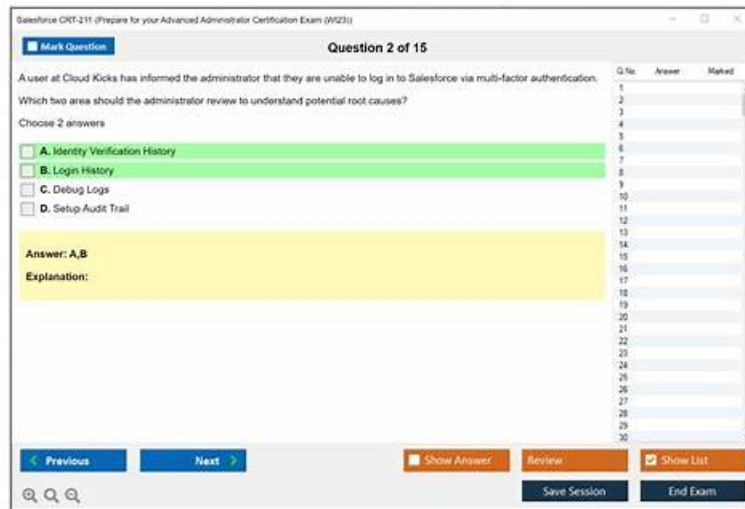 Salesforce CRT-211 (Prepare for your Advanced Administrator Certification Exam (WI23))
Mark Question
Question 2 of 15
A user at Cloud Kicks has informed the administrator that they are unable to log in to Salesforce via multi-factor authentication.
Which two area should the administrator review to understand potential root causes?
Choose 2 answers
A. Identity Verification History
B. Login History
C. Debug Logs
D. Setup Audit Trail
Answer: A,B
Explanation:
Q No Answer Marked
1
2
3
4
5
6
7
8
9
10
11
12
13
14
15
16
17
18
19
20
21
22
23
24
25
26
27
28
29
30
Previous
Next
Show Answer
Review
Show List
Save Session
End Exam